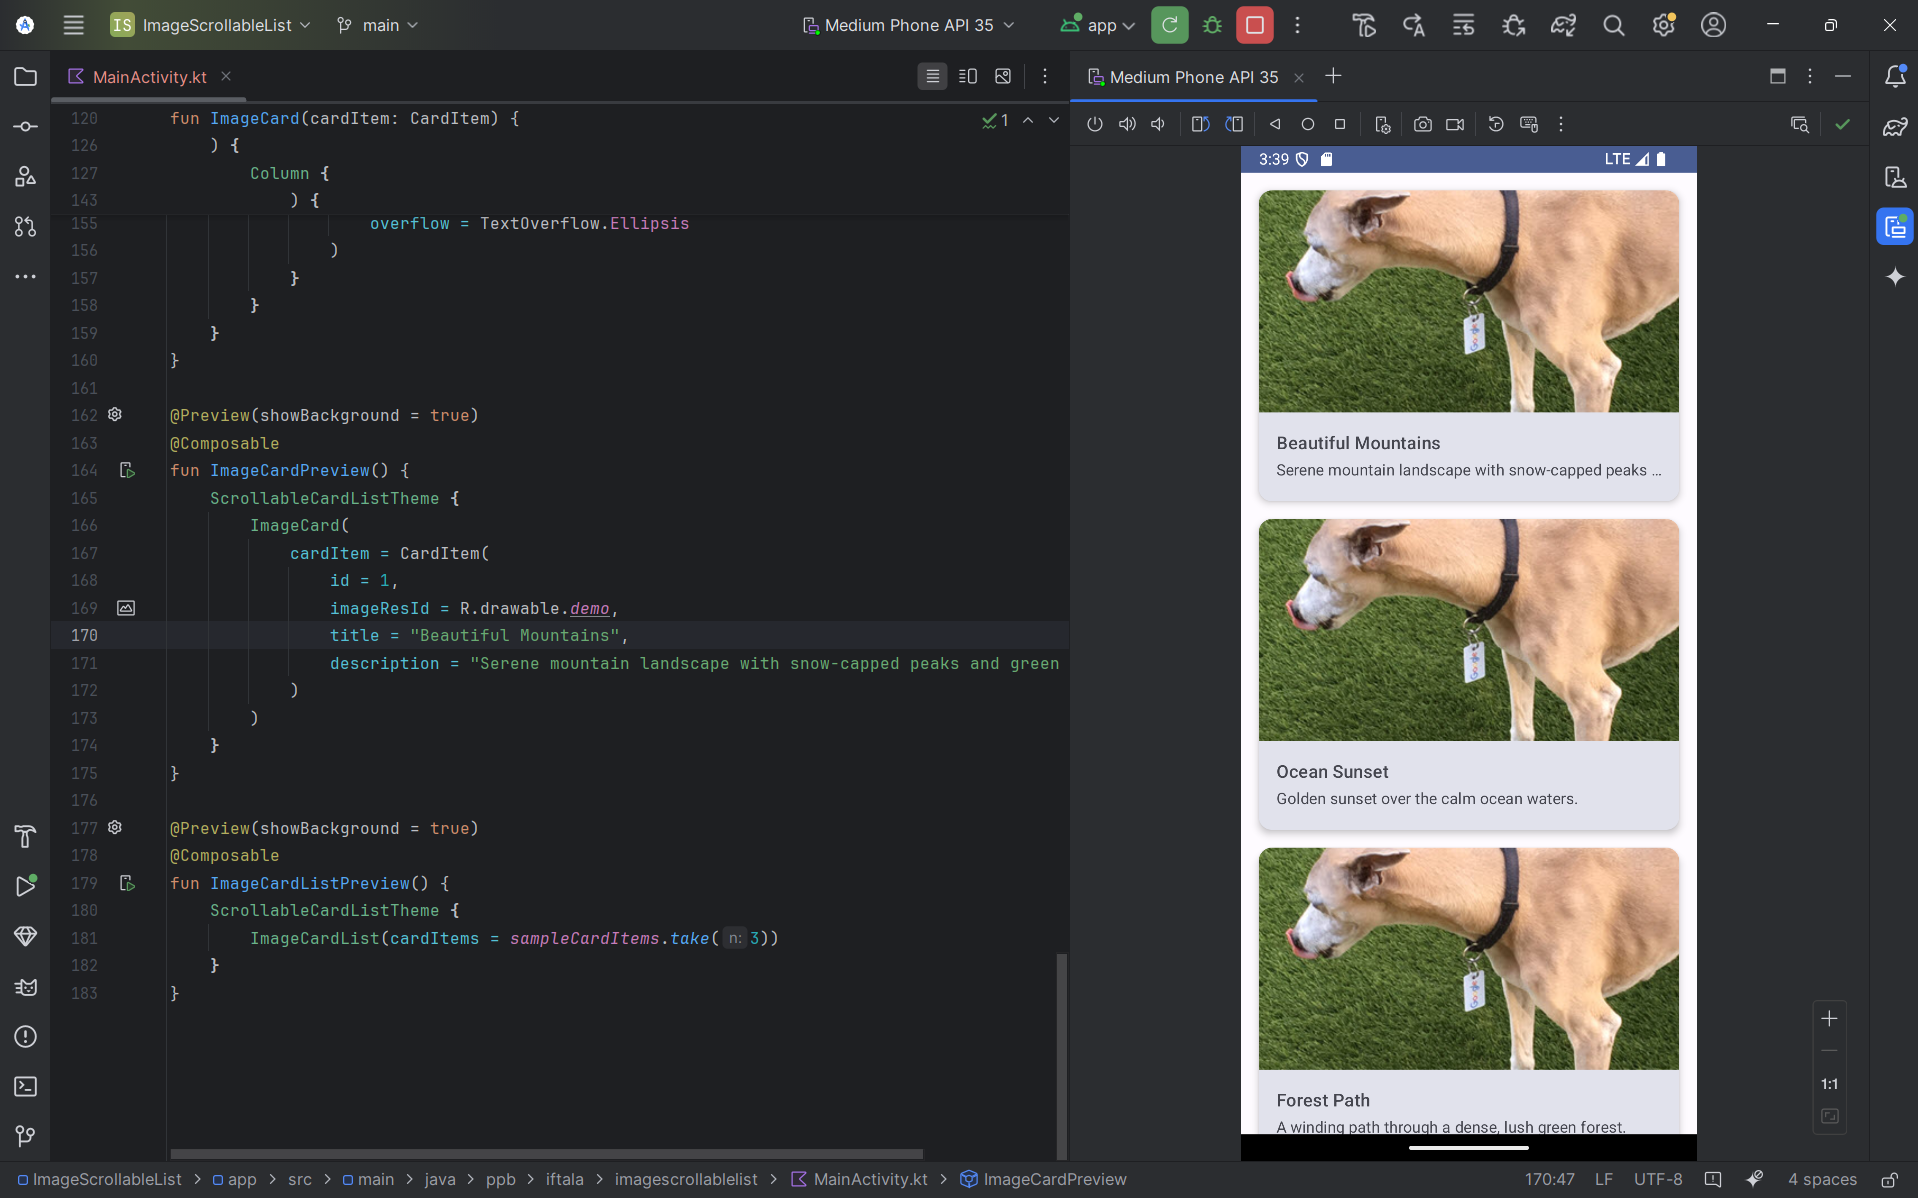 IS ImageScrollableList main Medium Phone API 35 app
MainActivity.kt
Medium Phone API 35
120 fun ImageCard(cardItem: CardItem) {
1
126 ) {
127 Column {
143 ) {
155 overflow = TextOverflow.Ellipsis
156 )
157 }
158 }
159 }
160 }
161
162 @Preview(showBackground = true)
163 @Composable
164 fun ImageCardPreview() {
165 ScrollableCardListTheme {
166 ImageCard(
167 cardItem = CardItem(
168 id = 1,
169 imageResId = R.drawable.demo,
170 title = "Beautiful Mountains",
171 description = "Serene mountain landscape with snow-capped peaks and green
172 )
173 )
174 }
175 }
176
177 @Preview(showBackground = true)
178 @Composable
179 fun ImageCardListPreview() {
180 ScrollableCardListTheme {
181 ImageCardList(cardItems = sampleCardItems.take( n: 3))
182 }
183 }
3:39 LTE
Google
Beautiful Mountains
Serene mountain landscape with snow-capped peaks ...
Google
Ocean Sunset
Golden sunset over the calm ocean waters.
Google
Forest Path
A winding path through a dense, lush green forest.
1:1
ImageScrollableList > app > src > main > java > ppb > iftala > imagescrollablelist > MainActivity.kt > ImageCardPreview
170:47 LF UTF-8 4 spaces